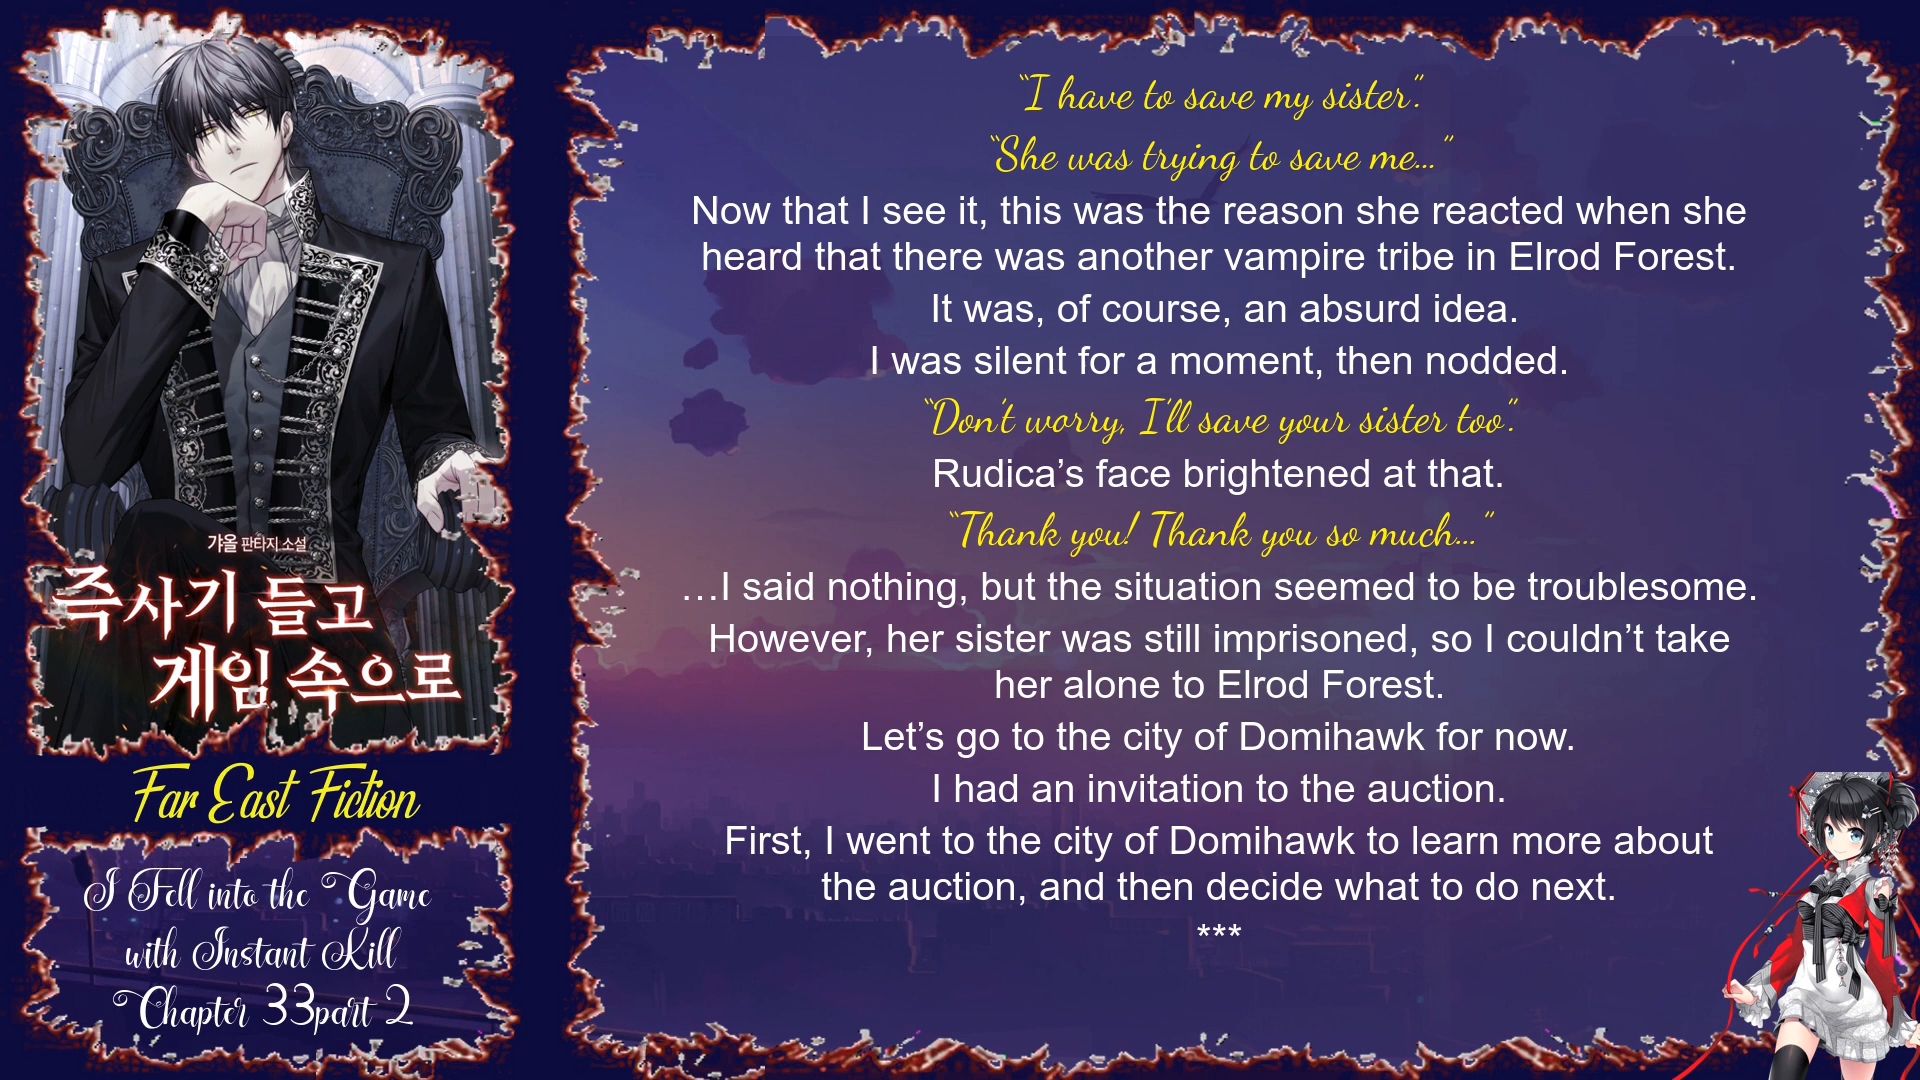 갸울 판타지 소설
즉사기 들고
게임 속으로
Far East Fiction
I Fell into the Game
with Instant Kill
Chapter 33part 2
“I have to save my sister”.
“She was trying to save me...”
Now that I see it, this was the reason she reacted when she
heard that there was another vampire tribe in Elrod Forest.
It was, of course, an absurd idea.
I was silent for a moment, then nodded.
“Don’t worry, I’ll save your sister too”.
Rudica’s face brightened at that.
“Thank you! Thank you so much...”
…I said nothing, but the situation seemed to be troublesome.
However, her sister was still imprisoned, so I couldn’t take
her alone to Elrod Forest.
Let’s go to the city of Domihawk for now.
I had an invitation to the auction.
First, I went to the city of Domihawk to learn more about
the auction, and then decide what to do next.
***